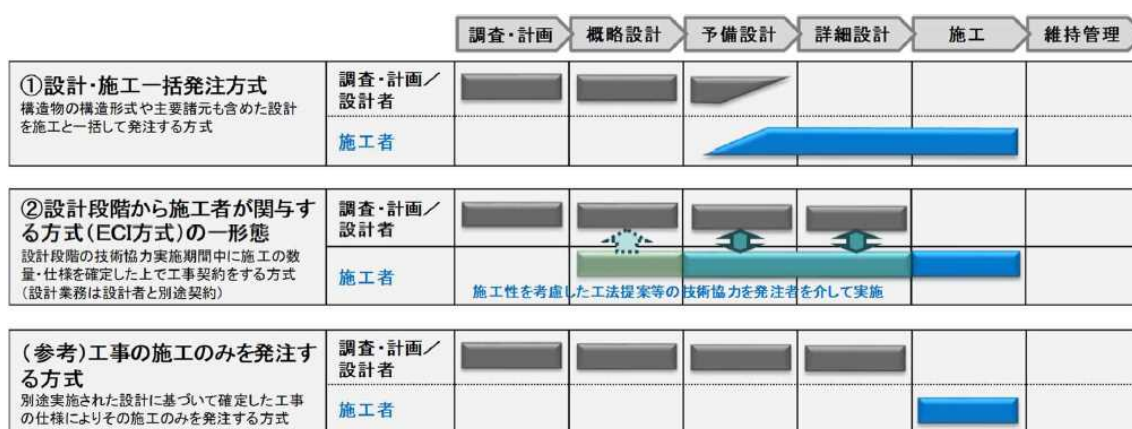 調査・計画 概略設計 予備設計 詳細設計 施工 維持管理
①設計・施工一括発注方式
構造物の構造形式や主要諸元も含めた設計
を施工と一括して発注する方式
調査・計画／
設計者
施工者
②設計段階から施工者が関与す
る方式(ECI方式)の一形態
設計段階の技術協力実施期間中に施工の数
量・仕様を確定した上で工事契約をする方式
(設計業務は設計者と別途契約)
調査・計画／
設計者
施工者
施工性を考慮した工法提案等の技術協力を発注者を介して実施
(参考)工事の施工のみを発注す
る方式
別途実施された設計に基づいて確定した工事
の仕様によりその施工のみを発注する方式
調査・計画／
設計者
施工者